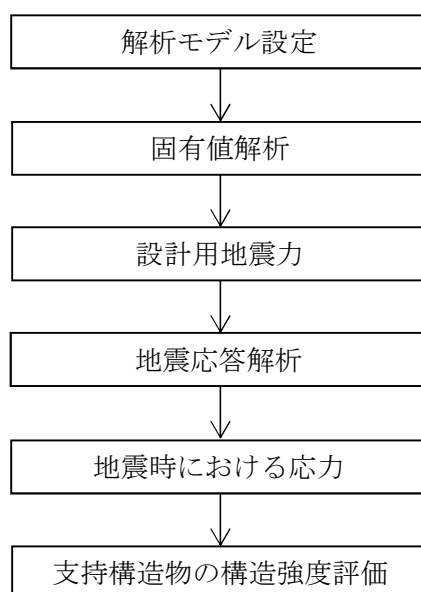 解析モデル設定
固有値解析
設計用地震力
地震応答解析
地震時における応力
支持構造物の構造強度評価